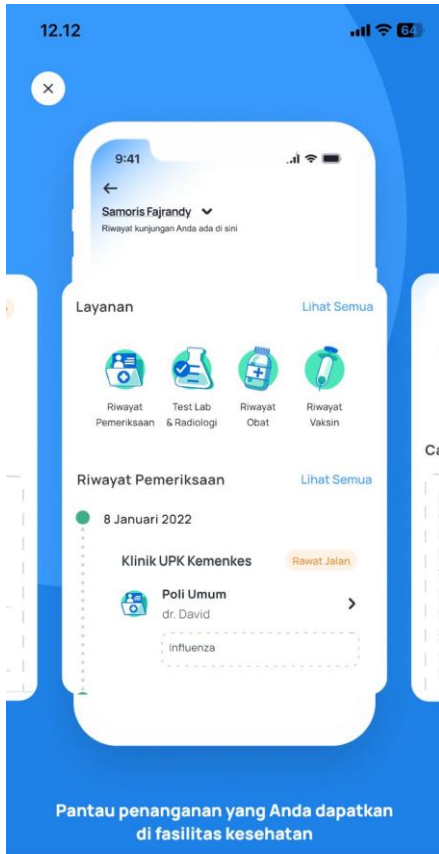 12.12
64
9:41
Samoris Fajrandy
Riwayat kunjungan Anda ada di sini
Layanan
Lihat Semua
Riwayat
Pemeriksaan
Test Lab
& Radiologi
Riwayat
Obat
Riwayat
Vaksin
Riwayat Pemeriksaan
Lihat Semua
8 Januari 2022
Klinik UPK Kemenkes
Rawat Jalan
Poli Umum
dr. David
Influenza
Ca
Pantau penanganan yang Anda dapatkan
di fasilitas kesehatan